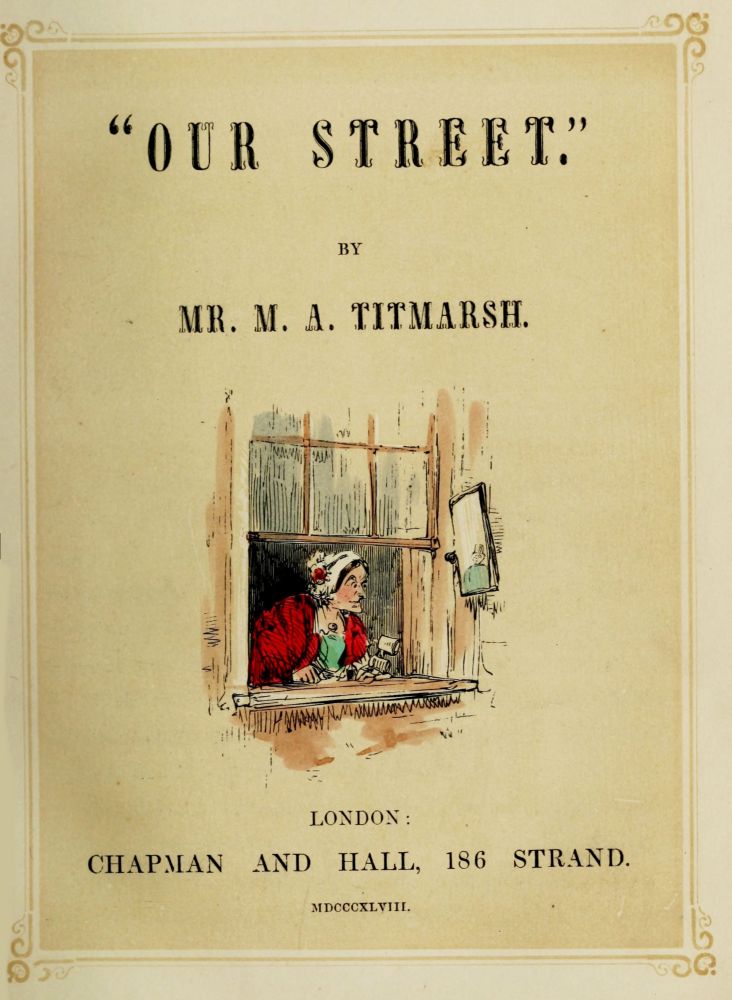 “OUR STREET.”
BY
MR. M. A. TITMARSH.
LONDON:
CHAPMAN AND HALL, 186 STRAND.
MDCCCXLVIII.